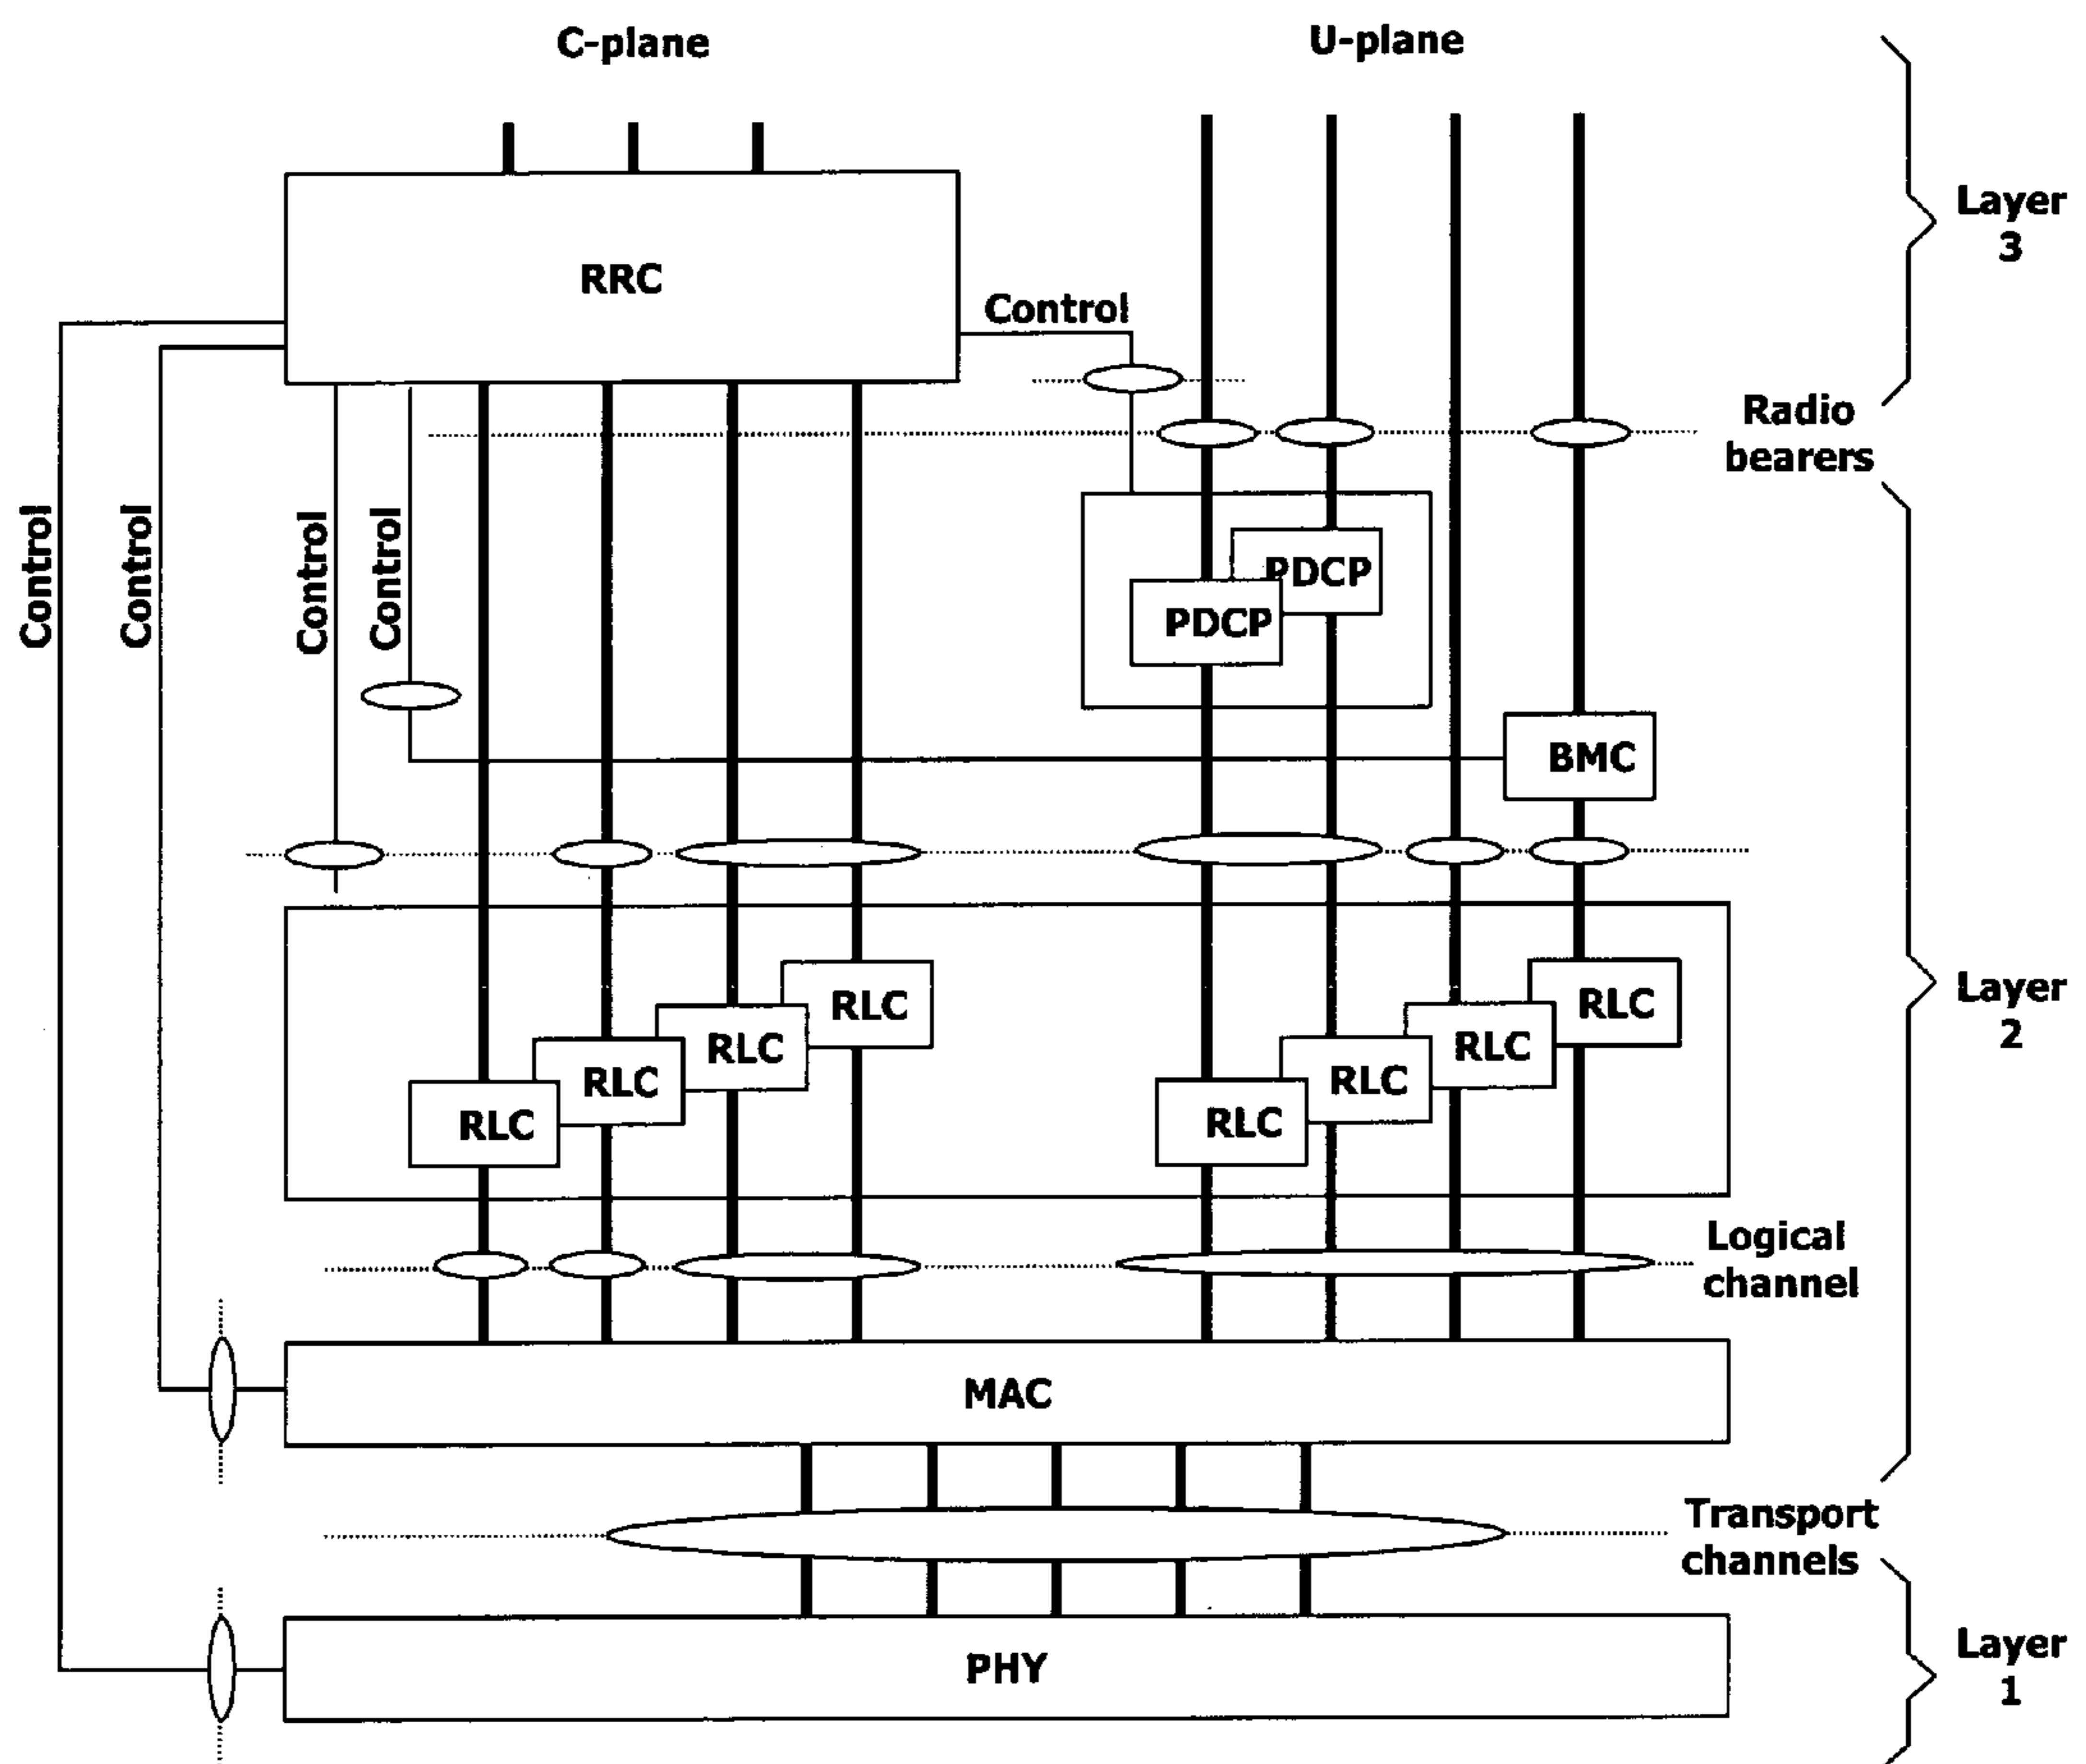 C-plane
U-plane
Layer
3
RRC
Control
Radio
bearers
Control
Control
Control
Control
PDCP
PDCP
BMC
Layer
2
RLC
RLC
RLC
RLC
RLC
RLC
RLC
RLC
Logical
channel
MAC
Transport
channels
Layer
1
PHY